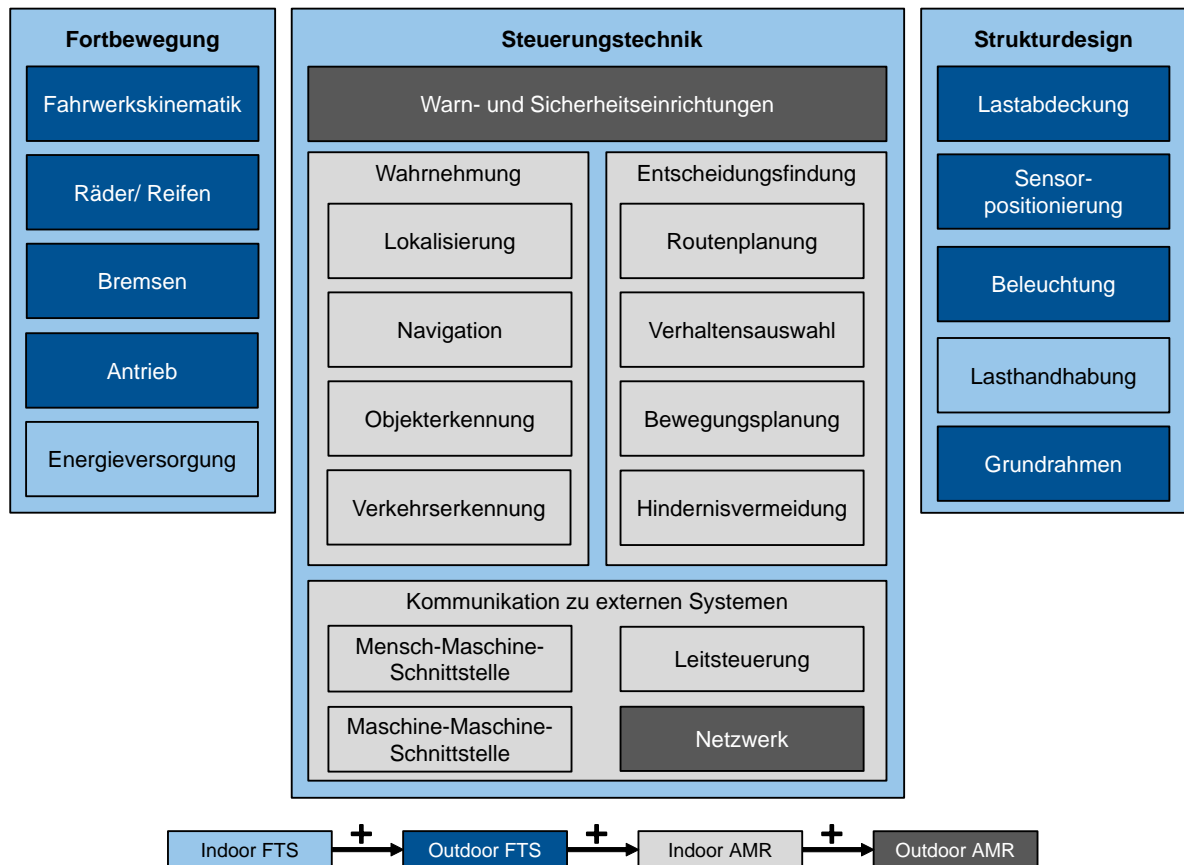 Fortbewegung
Fahrwerkskinematik
Räder/ Reifen
Bremsen
Antrieb
Energieversorgung
Steuerungstechnik
Warn- und Sicherheitseinrichtungen
Wahrnehmung
Lokalisierung
Navigation
Objekterkennung
Verkehrserkennung
Entscheidungsfindung
Routenplanung
Verhaltensauswahl
Bewegungsplanung
Hindernisvermeidung
Kommunikation zu externen Systemen
Mensch-Maschine-
Schnittstelle
Leitsteuerung
Maschine-Maschine-
Schnittstelle
Netzwerk
Strukturdesign
Lastabdeckung
Sensor-
positionierung
Beleuchtung
Lasthandhabung
Grundrahmen
Indoor FTS + Outdoor FTS + Indoor AMR + Outdoor AMR